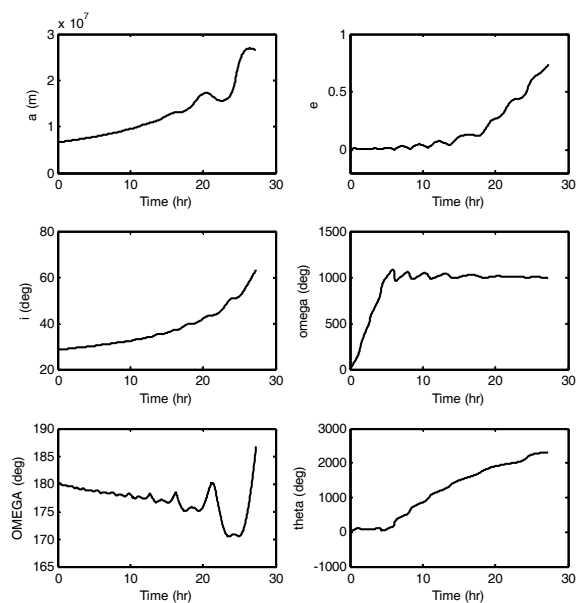 x 10^7
3
2
1
0
a (m)
0 10 20 30
Time (hr)
1
0.5
0
e
0 10 20 30
Time (hr)
80
60
40
20
i (deg)
0 10 20 30
Time (hr)
1500
1000
500
0
omega (deg)
0 10 20 30
Time (hr)
190
185
180
175
170
165
OMEGA (deg)
0 10 20 30
Time (hr)
3000
2000
1000
0
-1000
theta (deg)
0 10 20 30
Time (hr)